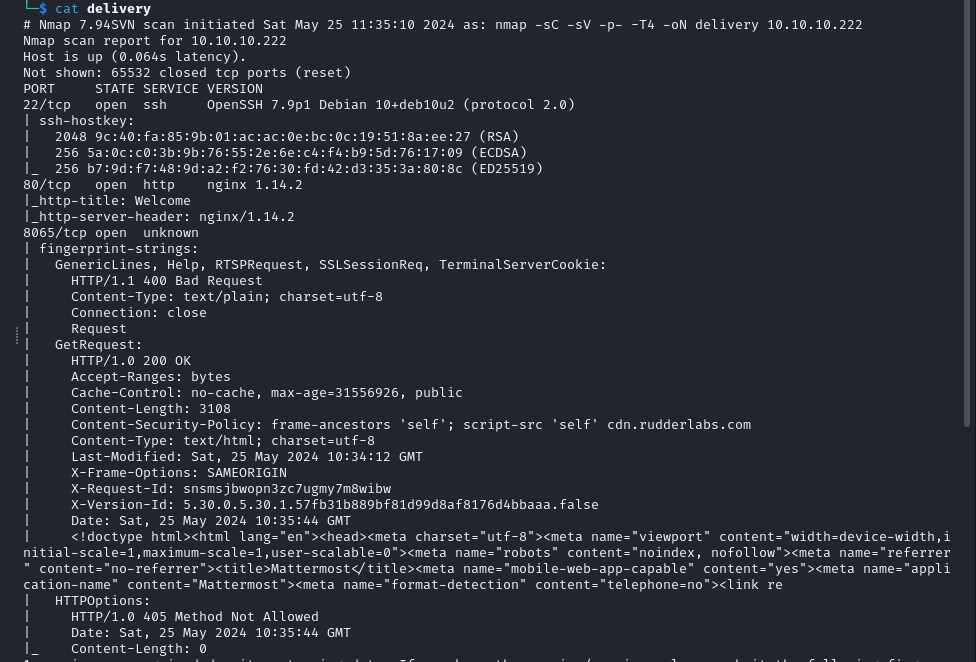 └─$ cat delivery
# Nmap 7.94SVN scan initiated Sat May 25 11:35:10 2024 as: nmap -sC -sV -p- -T4 -oN delivery 10.10.10.222
Nmap scan report for 10.10.10.222
Host is up (0.064s latency).
Not shown: 65532 closed tcp ports (reset)
PORT     STATE SERVICE VERSION
22/tcp   open  ssh     OpenSSH 7.9p1 Debian 10+deb10u2 (protocol 2.0)
| ssh-hostkey:
|   2048 9c:40:fa:85:9b:01:ac:ac:0e:bc:0c:19:51:8a:ee:27 (RSA)
|   256 5a:0c:c0:3b:9b:76:55:2e:6e:c4:f4:b9:5d:76:17:09 (ECDSA)
|_  256 b7:9d:f7:48:9d:a2:f2:76:30:fd:42:d3:35:3a:80:8c (ED25519)
80/tcp   open  http    nginx 1.14.2
|_http-title: Welcome
|_http-server-header: nginx/1.14.2
8065/tcp open  unknown
| fingerprint-strings:
|   GenericLines, Help, RTSPRequest, SSLSessionReq, TerminalServerCookie:
|     HTTP/1.1 400 Bad Request
|     Content-Type: text/plain; charset=utf-8
|     Connection: close
|     Request
|   GetRequest:
|     HTTP/1.0 200 OK
|     Accept-Ranges: bytes
|     Cache-Control: no-cache, max-age=31556926, public
|     Content-Length: 3108
|     Content-Security-Policy: frame-ancestors 'self'; script-src 'self' cdn.rudderlabs.com
|     Content-Type: text/html; charset=utf-8
|     Last-Modified: Sat, 25 May 2024 10:34:12 GMT
|     X-Frame-Options: SAMEORIGIN
|     X-Request-Id: snsmsjbwopn3zc7ugmy7m8wibw
|     X-Version-Id: 5.30.0.5.30.1.57fb31b889bf81d99d8af8176d4bbaaa.false
|     Date: Sat, 25 May 2024 10:35:44 GMT
|     <!doctype html><html lang="en"><head><meta charset="utf-8"><meta name="viewport" content="width=device-width,i
nitial-scale=1,maximum-scale=1,user-scalable=0"><meta name="robots" content="noindex, nofollow"><meta name="referrer
" content="no-referrer"><title>Mattermost</title><meta name="mobile-web-app-capable" content="yes"><meta name="appli
cation-name" content="Mattermost"><meta name="format-detection" content="telephone=no"><link re
|   HTTPOptions:
|     HTTP/1.0 405 Method Not Allowed
|     Date: Sat, 25 May 2024 10:35:44 GMT
|_    Content-Length: 0